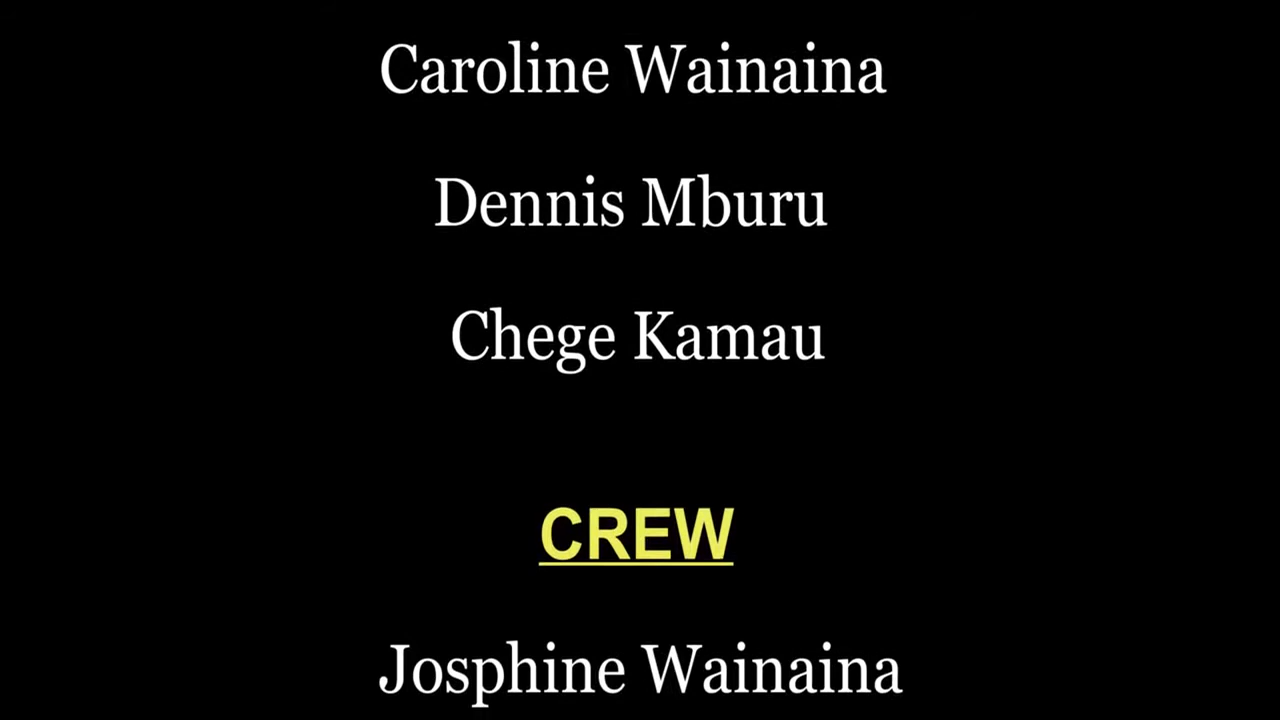 Caroline Wainaina
Dennis Mburu
Chege Kamau
CREW
Josphine Wainaina